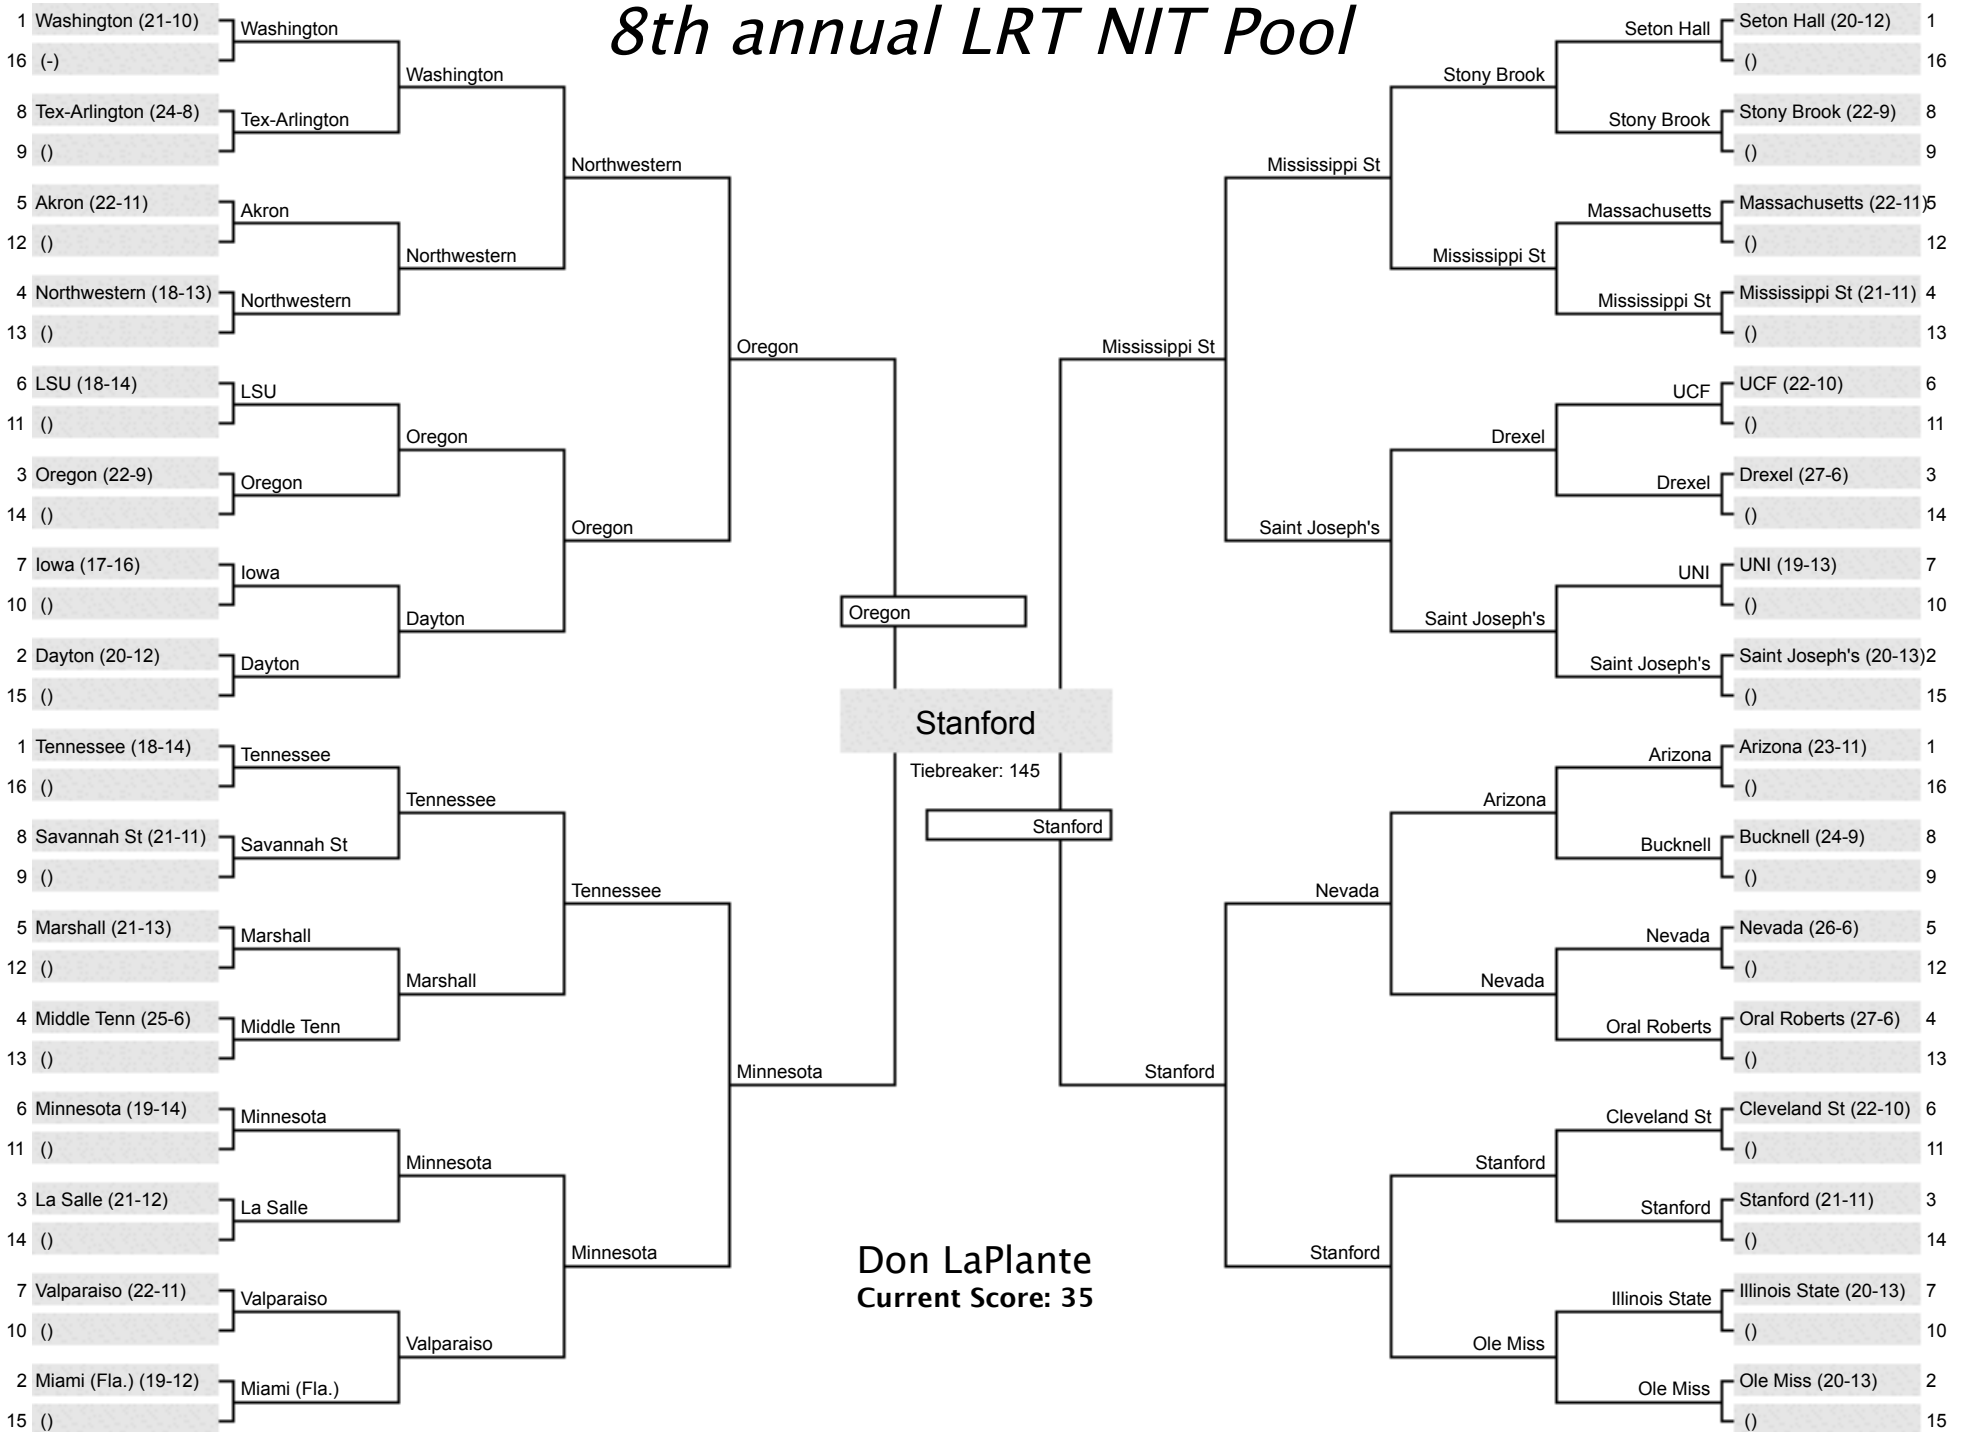 8th annual LRT NIT Pool
1 Washington (21-10)
16 (-)
8 Tex-Arlington (24-8)
9 ()
5 Akron (22-11)
12 ()
4 Northwestern (18-13)
13 ()
6 LSU (18-14)
11 ()
3 Oregon (22-9)
14 ()
7 Iowa (17-16)
10 ()
2 Dayton (20-12)
15 ()
1 Tennessee (18-14)
16 ()
8 Savannah St (21-11)
9 ()
5 Marshall (21-13)
12 ()
4 Middle Tenn (25-6)
13 ()
6 Minnesota (19-14)
11 ()
3 La Salle (21-12)
14 ()
7 Valparaiso (22-11)
10 ()
2 Miami (Fla.) (19-12)
15 ()
Washington
Tex-Arlington
Akron
Northwestern
LSU
Oregon
Iowa
Dayton
Tennessee
Savannah St
Marshall
Middle Tenn
Minnesota
La Salle
Valparaiso
Miami (Fla.)
Washington
Northwestern
Oregon
Dayton
Tennessee
Marshall
Minnesota
Valparaiso
Northwestern
Oregon
Tennessee
Minnesota
Oregon
Minnesota
Oregon
Stanford
Tiebreaker: 145
Stanford
Don LaPlante
Current Score: 35
Mississippi St
Stanford
Mississippi St
Saint Joseph's
Nevada
Stanford
Stony Brook
Mississippi St
Drexel
Saint Joseph's
Arizona
Nevada
Stanford
Ole Miss
Seton Hall
Stony Brook
Massachusetts
Mississippi St
UCF
Drexel
UNI
Saint Joseph's
Arizona
Bucknell
Nevada
Oral Roberts
Cleveland St
Stanford
Illinois State
Ole Miss
Seton Hall (20-12) 1
() 16
Stony Brook (22-9) 8
() 9
Massachusetts (22-11) 5
() 12
Mississippi St (21-11) 4
() 13
UCF (22-10) 6
() 11
Drexel (27-6) 3
() 14
UNI (19-13) 7
() 10
Saint Joseph's (20-13) 2
() 15
Arizona (23-11) 1
() 16
Bucknell (24-9) 8
() 9
Nevada (26-6) 5
() 12
Oral Roberts (27-6) 4
() 13
Cleveland St (22-10) 6
() 11
Stanford (21-11) 3
() 14
Illinois State (20-13) 7
() 10
Ole Miss (20-13) 2
() 15